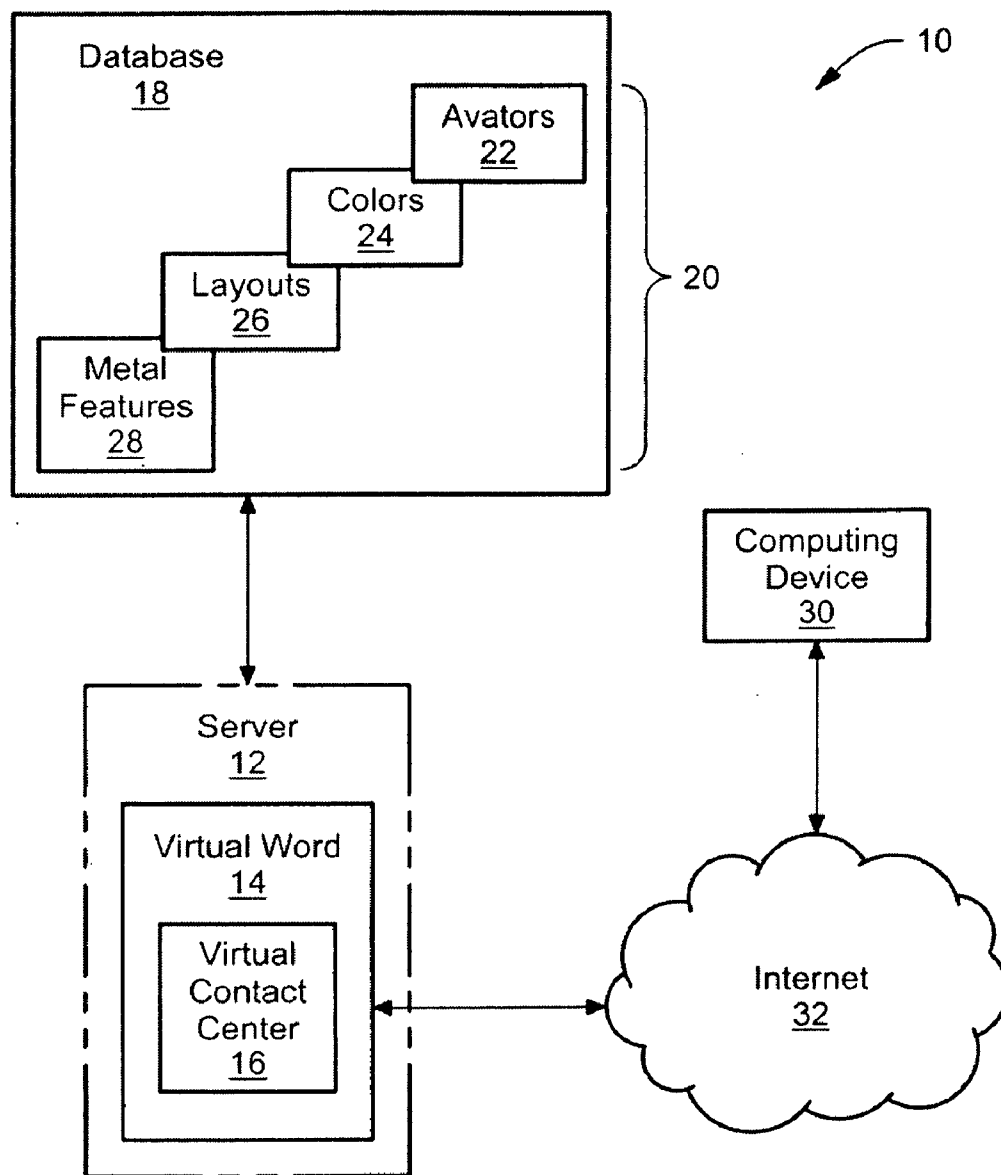 Database
18
10
Avators
22
Colors
24
20
Layouts
26
Metal
Features
28
Computing
Device
30
Server
12
Virtual Word
14
Virtual
Contact
Center
16
Internet
32